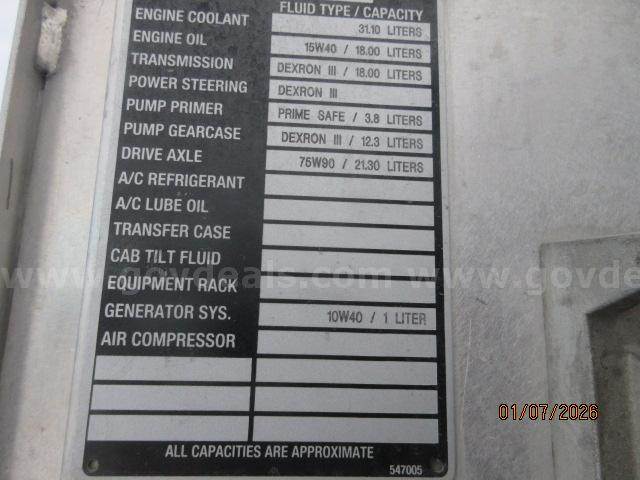 FLUID TYPE / CAPACITY
ENGINE COOLANT 31.10 LITERS
ENGINE OIL 15W40 / 18.00 LITERS
TRANSMISSION DEXRON III / 18.00 LITERS
POWER STEERING DEXRON III
PUMP PRIMER PRIME SAFE / 3.8 LITERS
PUMP GEARCASE DEXRON III / 12.3 LITERS
DRIVE AXLE 75W90 / 21.30 LITERS
A/C REFRIGERANT
A/C LUBE OIL
TRANSFER CASE
CAB TILT FLUID
www.govdeals.com
EQUIPMENT RACK
GENERATOR SYS. 10W40 / 1 LITER
AIR COMPRESSOR
01/07/2026
ALL CAPACITIES ARE APPROXIMATE
547005